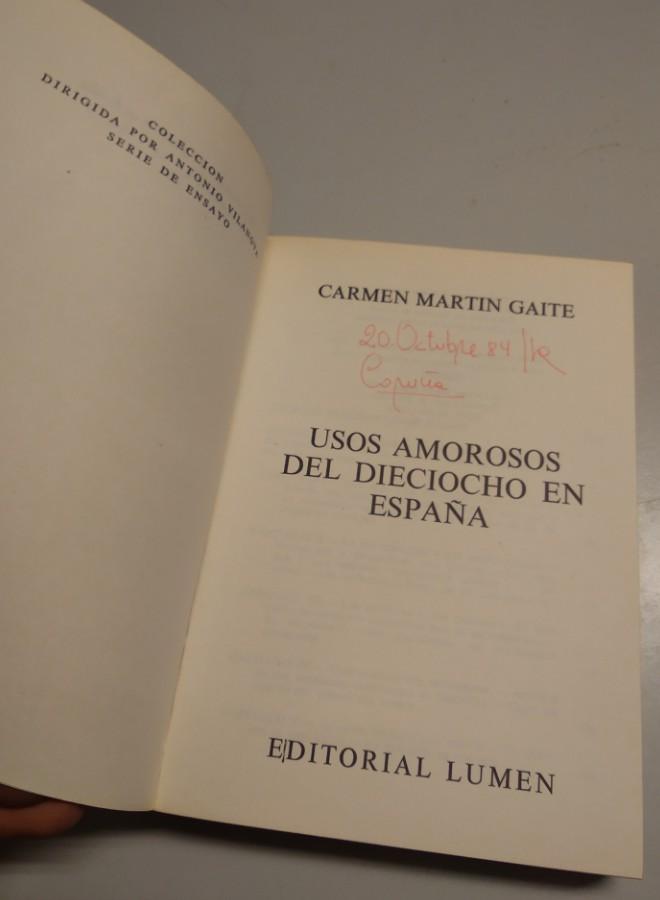 COLECCION
DIRIGIDA POR ANTONIO VILANOVA
SERIE DE ENSAYO
CARMEN MARTIN GAITE
20. Octubre 84
Coruña
USOS AMOROSOS
DEL DIECIOCHO EN
ESPAÑA
EDITORIAL LUMEN